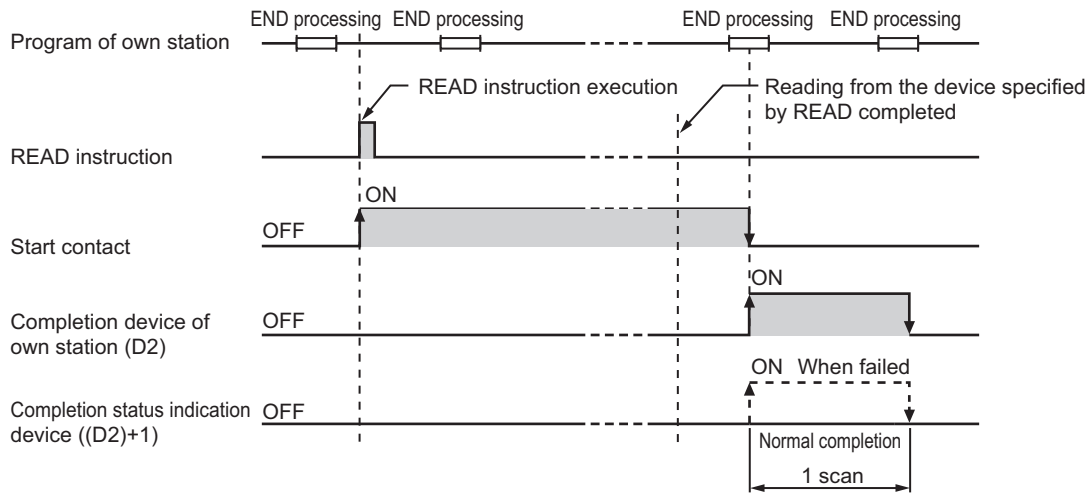 END processing END processing END processing END processing
Program of own station
READ instruction execution
Reading from the device specified
by READ completed
READ instruction
ON
OFF
Start contact
ON
Completion device of
own station (D2)
OFF
ON When failed
Completion status indication
device ((D2)+1)
OFF
Normal completion
1 scan